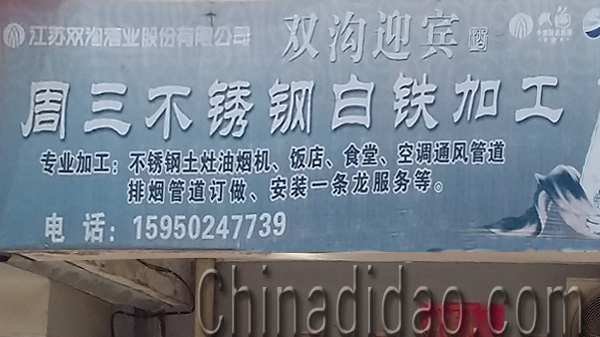 江苏双沟酒业股份有限公司
双沟迎宾酒
周三不锈钢白铁加工
专业加工：不锈钢土灶油烟机、饭店、食堂、空调通风管道
排烟管道订做、安装一条龙服务等。
电 话：15950247739
Chinadidao.com